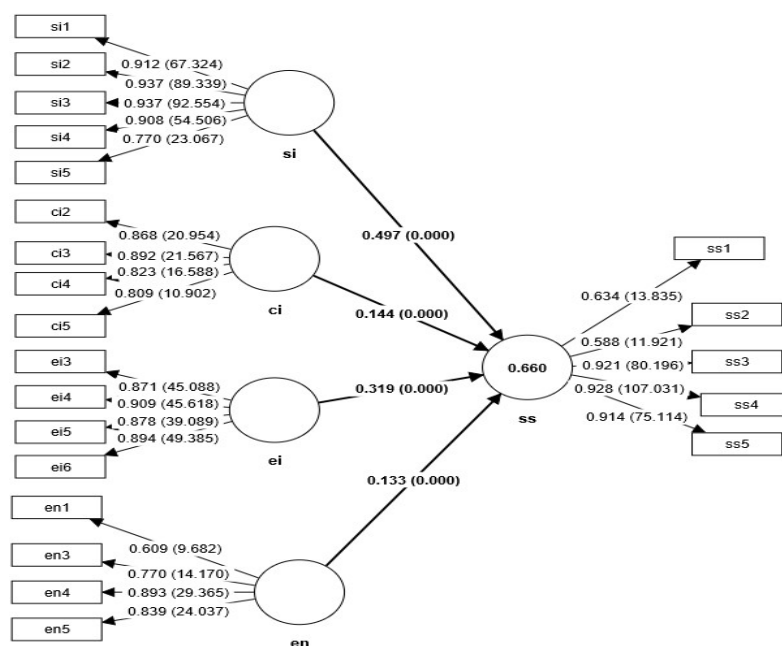 si1
si2
si3
si4
si5
0.912 (67.324)
0.937 (89.339)
0.937 (92.554)
0.908 (54.506)
0.770 (23.067)
si
ci2
ci3
ci4
ci5
0.868 (20.954)
0.892 (21.567)
0.823 (16.588)
0.809 (10.902)
ci
ei3
ei4
ei5
ei6
0.871 (45.088)
0.909 (45.618)
0.878 (39.089)
0.894 (49.385)
ei
en1
en3
en4
en5
0.609 (9.682)
0.770 (14.170)
0.893 (29.365)
0.839 (24.037)
en
0.497 (0.000)
0.144 (0.000)
0.319 (0.000)
0.133 (0.000)
0.660
ss
0.634 (13.835)
0.588 (11.921)
0.921 (80.196)
0.928 (107.031)
0.914 (75.114)
ss1
ss2
ss3
ss4
ss5